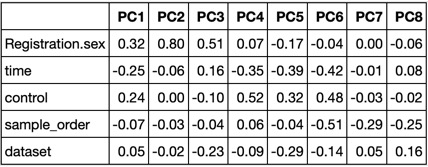 PC1 PC2 PC3 PC4 PC5 PC6 PC7 PC8
Registration.sex 0.32 0.80 0.51 0.07 -0.17 -0.04 0.00 -0.06
time -0.25 -0.06 0.16 -0.35 -0.39 -0.42 -0.01 0.08
control 0.24 0.00 -0.10 0.52 0.32 0.48 -0.03 -0.02
sample_order -0.07 -0.03 -0.04 0.06 -0.04 -0.51 -0.29 -0.25
dataset 0.05 -0.02 -0.23 -0.09 -0.29 -0.14 0.05 0.16